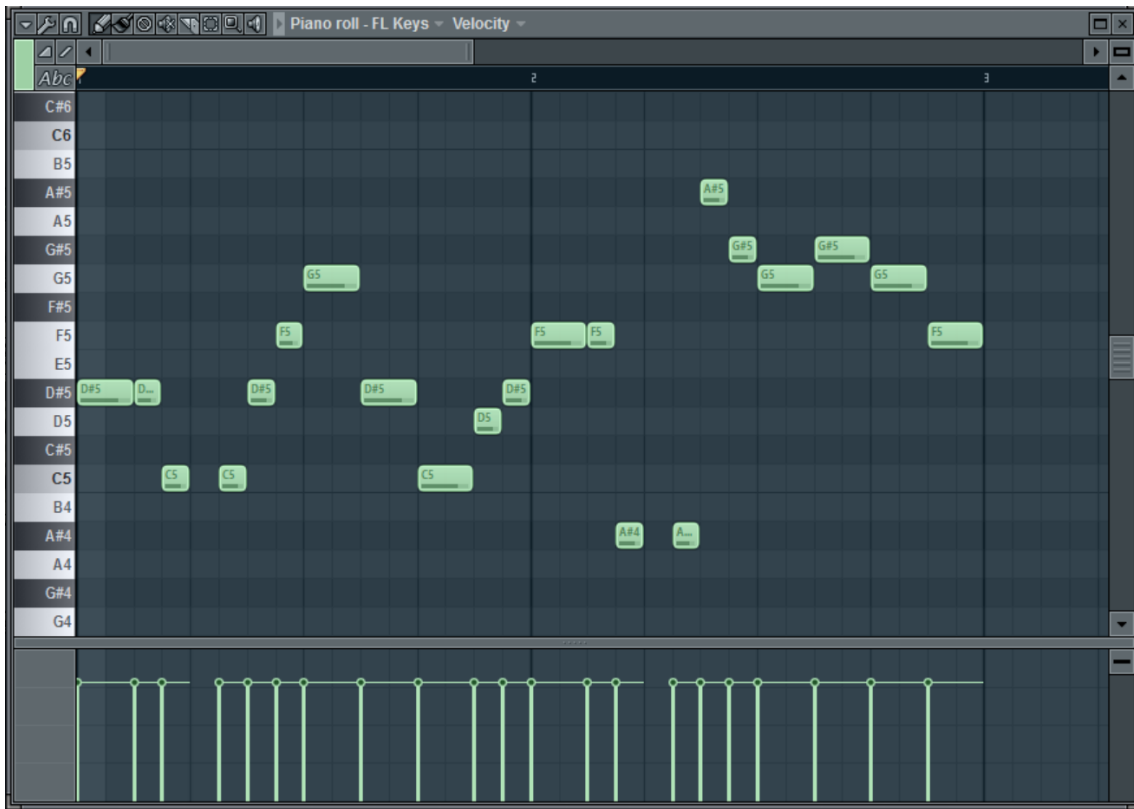 Piano roll - FL Keys Velocity
Abc 2 3
C#6
C6
B5
A#5 A#5
A5
G#5 G#5 G#5
G5 G5 G5 G5
F#5
F5 F5 F5 F5 F5
E5
D#5 D#5 D... D#5 D#5 D#5
D5 D5
C#5
C5 C5 C5 C5
B4
A#4 A#4 A...
A4
G#4
G4